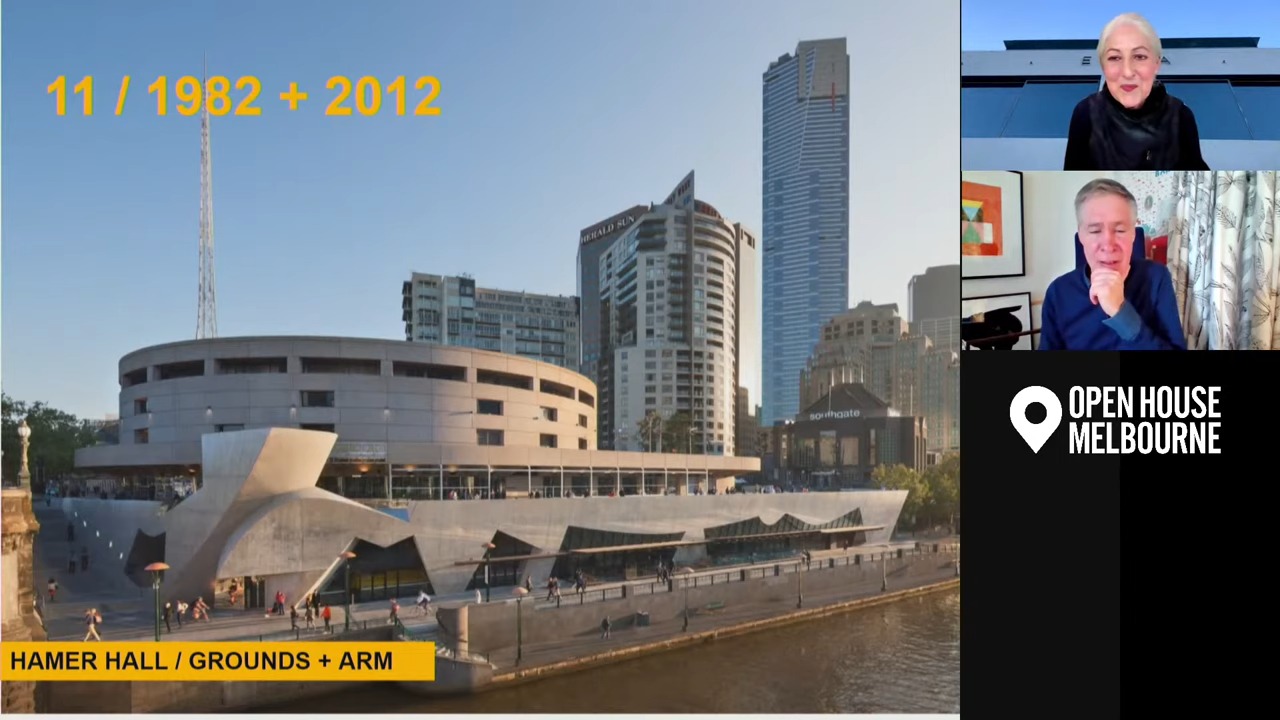 11 / 1982 + 2012
HERALD SUN
southgate
HAMER HALL / GROUNDS + ARM
OPEN HOUSE
MELBOURNE